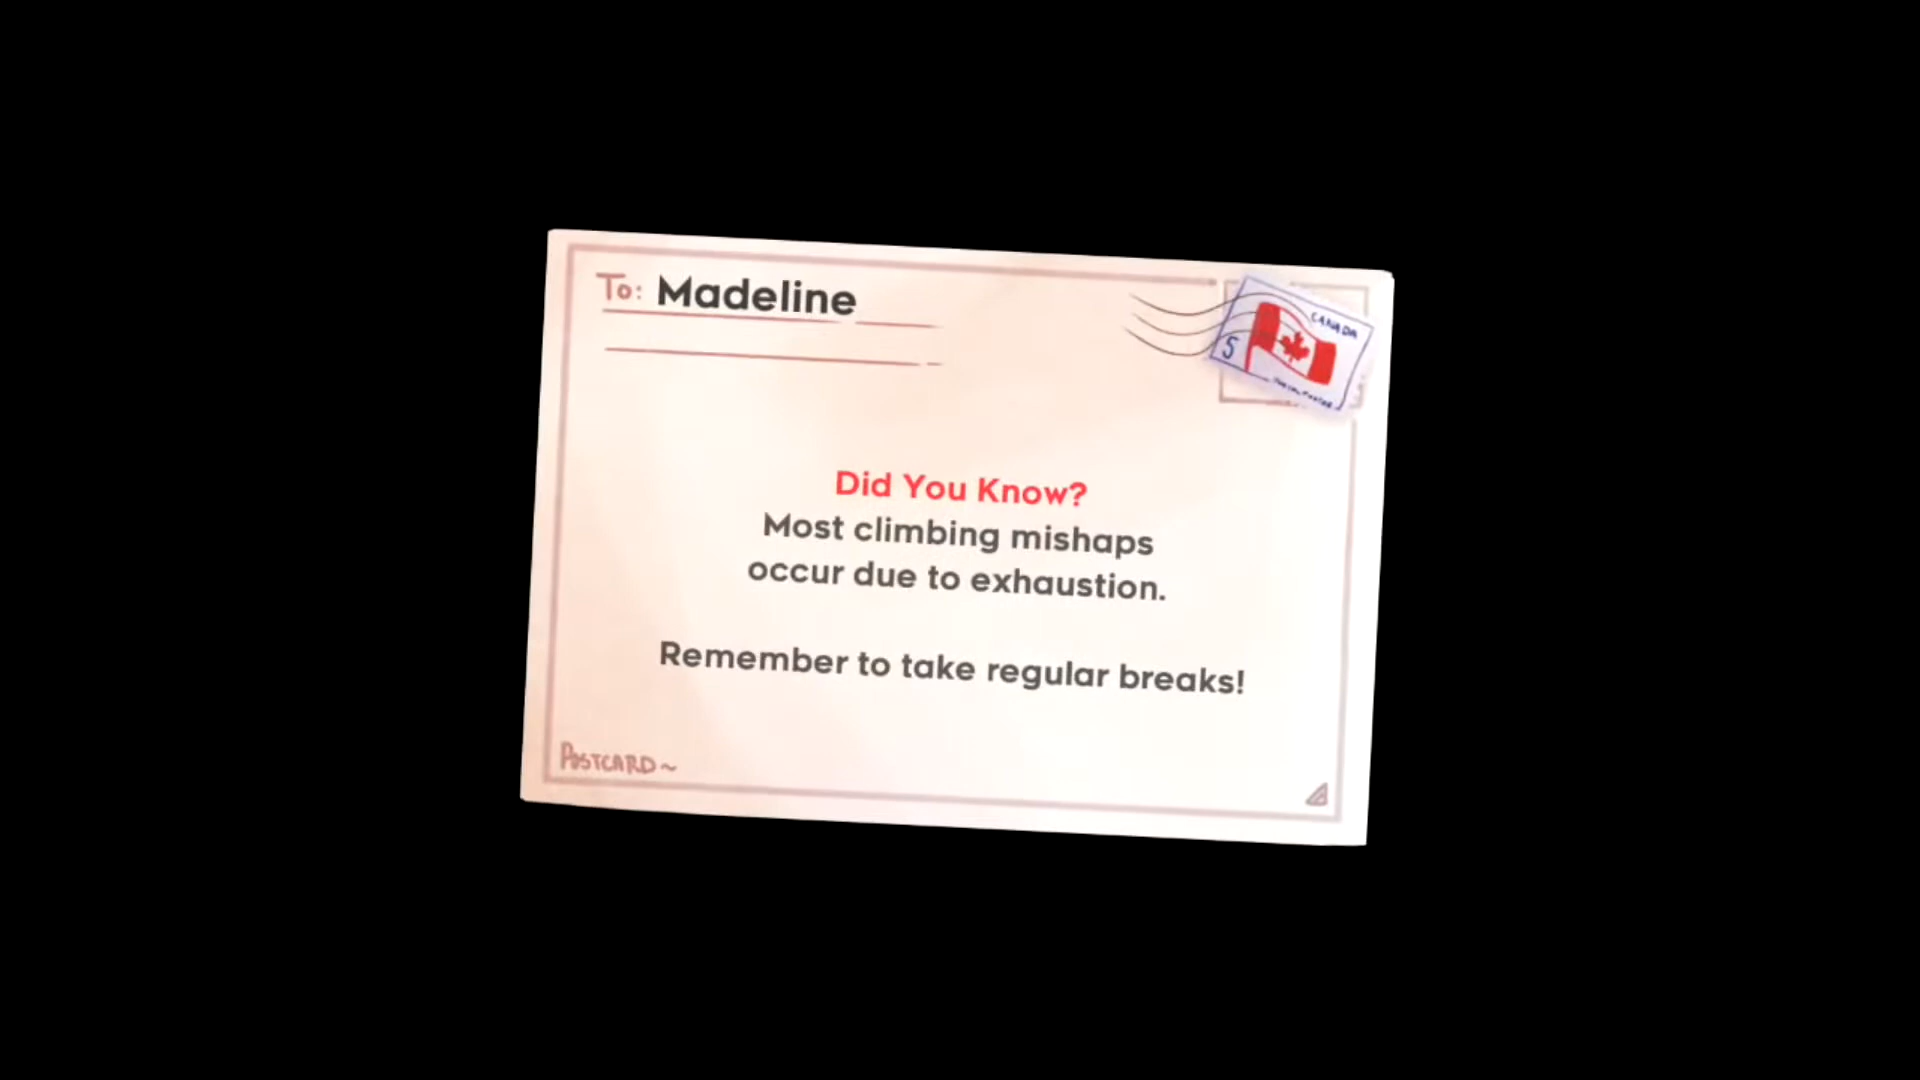 To: Madeline
CANADA
5
Did You Know?
Most climbing mishaps
occur due to exhaustion.
Remember to take regular breaks!
POSTCARD~